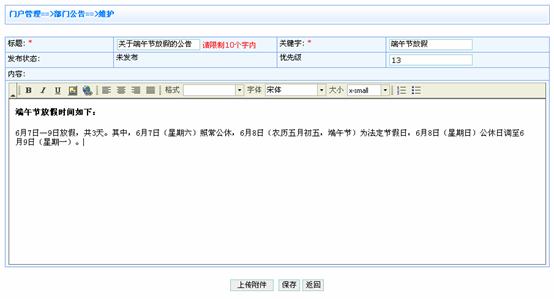 门户管理==>部门公告==>维护
标题: * 关于端午节放假的公告 请限制10个字内 关键字: * 端午节放假
发布状态: 未发布 优先级 13
内容:
B I U 格式 字体 宋体 大小 x-small
端午节放假时间如下：
6月7日—9日放假，共3天。其中，6月7日（星期六）照常公休，6月8日（农历五月初五，端午节）为法定节假日，6月8日（星期日）公休日调至6
月9日（星期一）。
上传附件 保存 返回